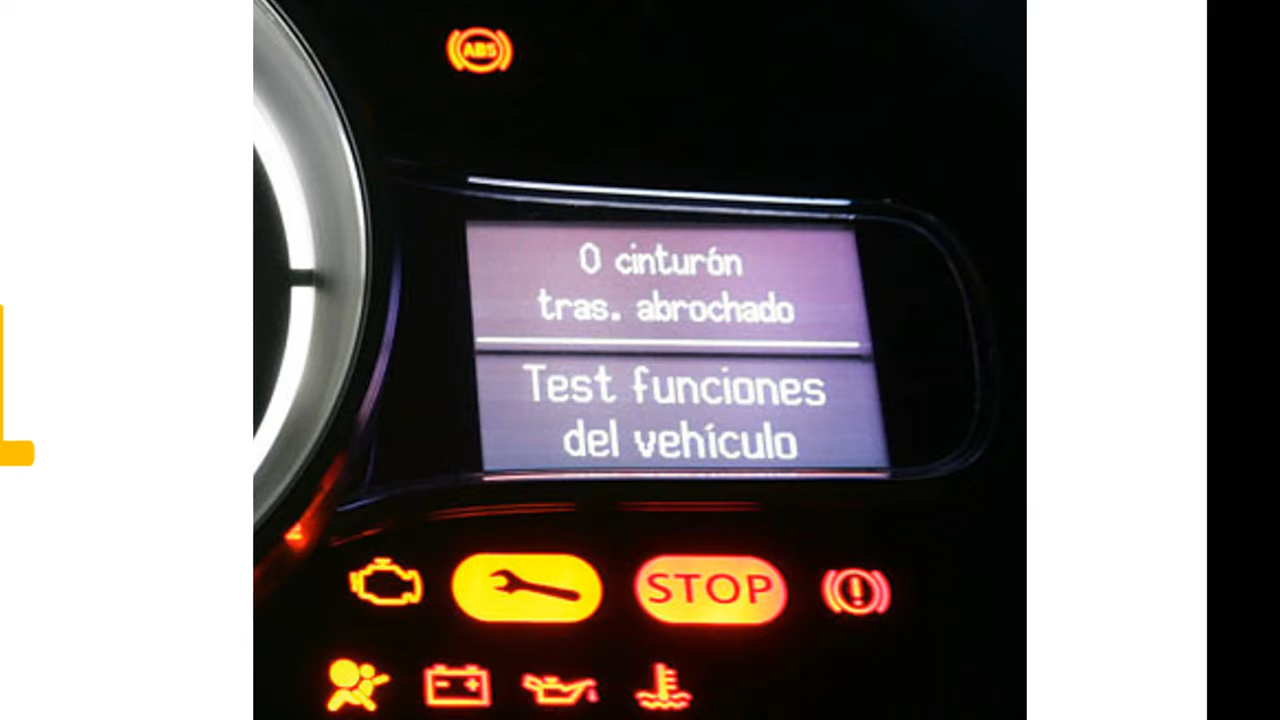 ABS
0 cinturón
tras. abrochado
Test funciones
del vehículo
STOP